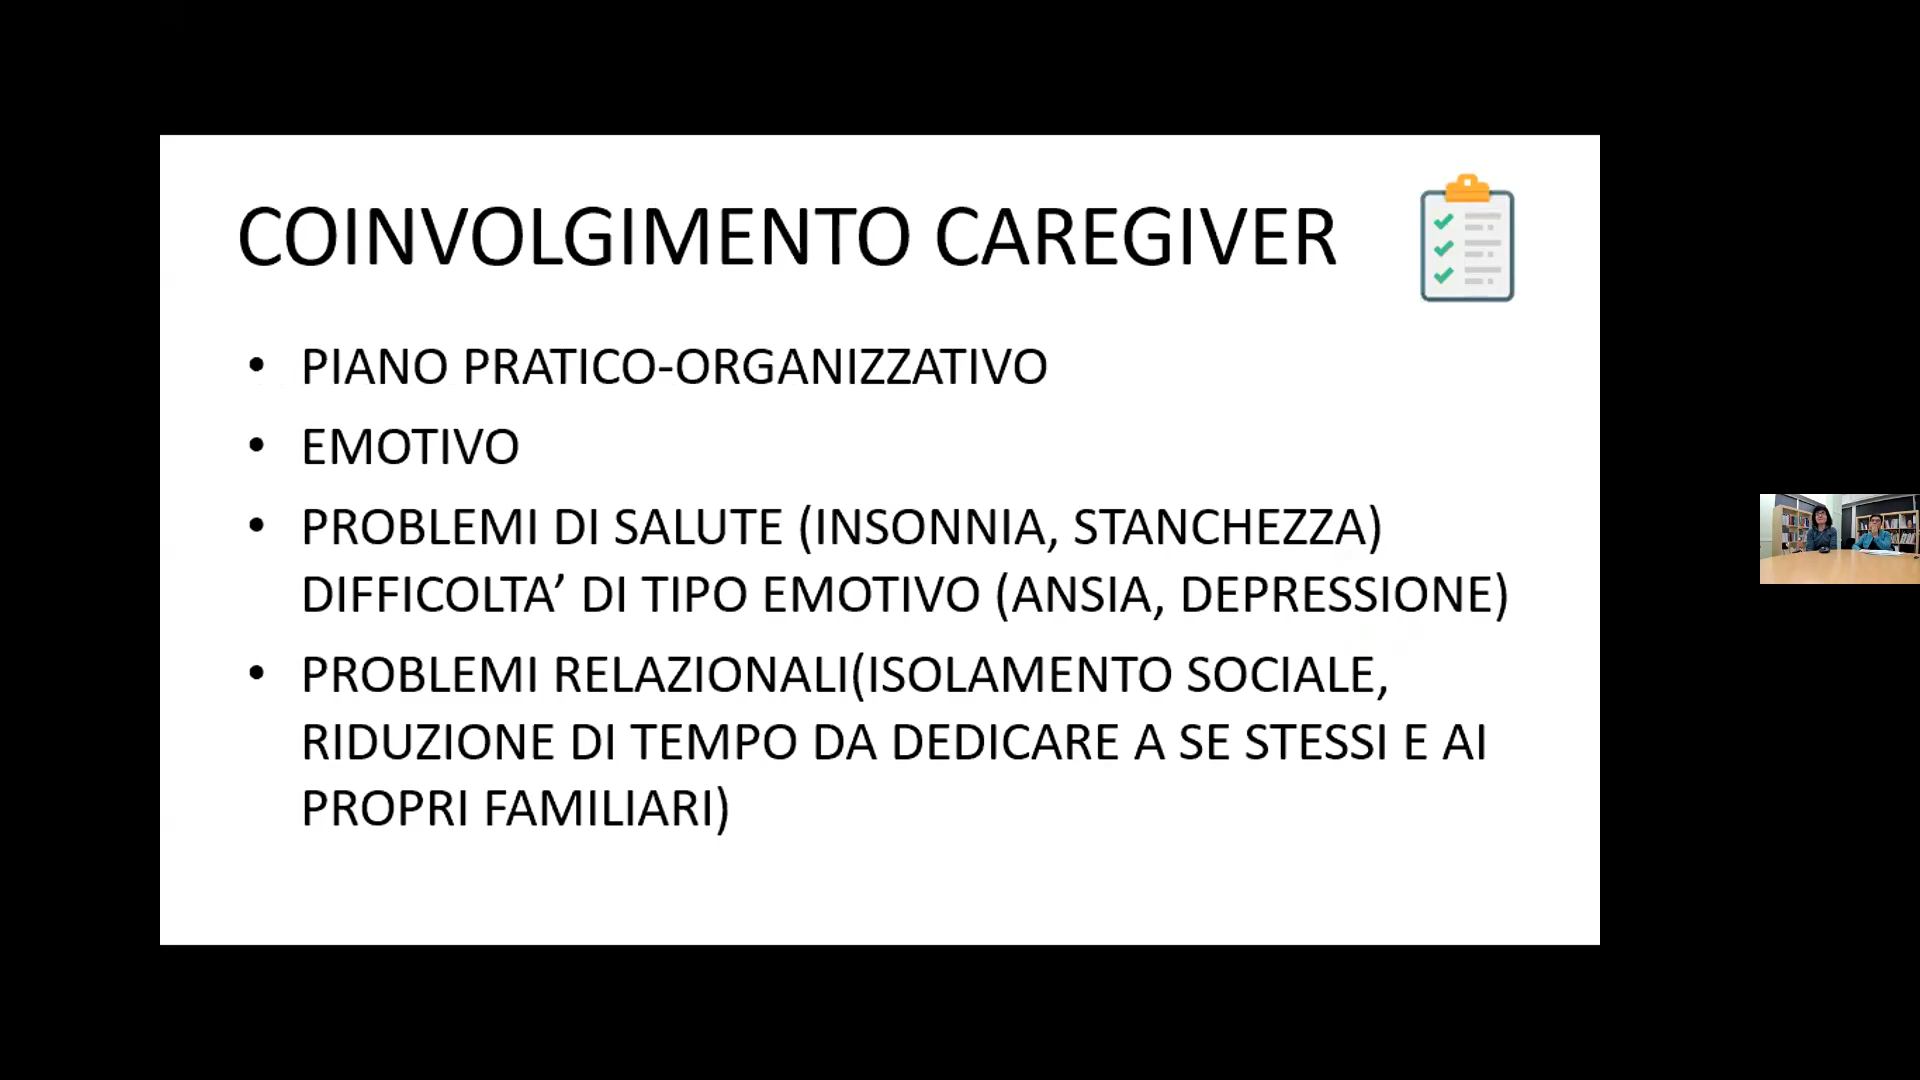 COINVOLGIMENTO CAREGIVER
• PIANO PRATICO-ORGANIZZATIVO
• EMOTIVO
• PROBLEMI DI SALUTE (INSONNIA, STANCHEZZA)
DIFFICOLTA’ DI TIPO EMOTIVO (ANSIA, DEPRESSIONE)
• PROBLEMI RELAZIONALI(ISOLAMENTO SOCIALE,
RIDUZIONE DI TEMPO DA DEDICARE A SE STESSI E AI
PROPRI FAMILIARI)